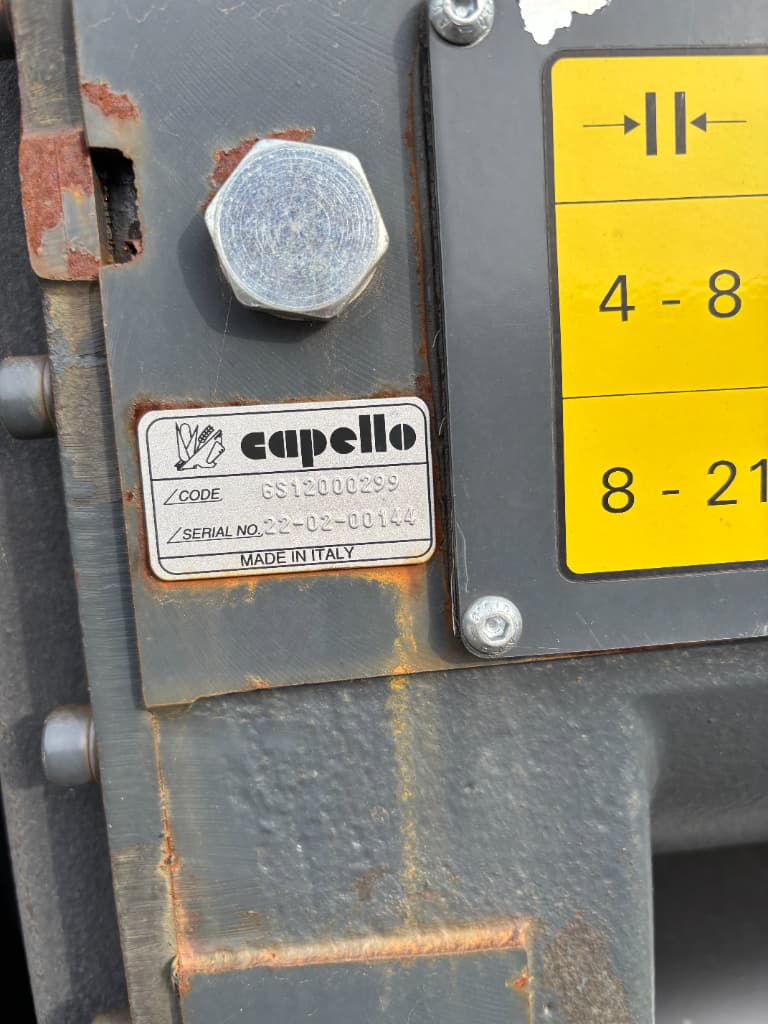 capello
CODE GS12000299
SERIAL NO. 22-02-00144
MADE IN ITALY
4 - 8
8 - 21